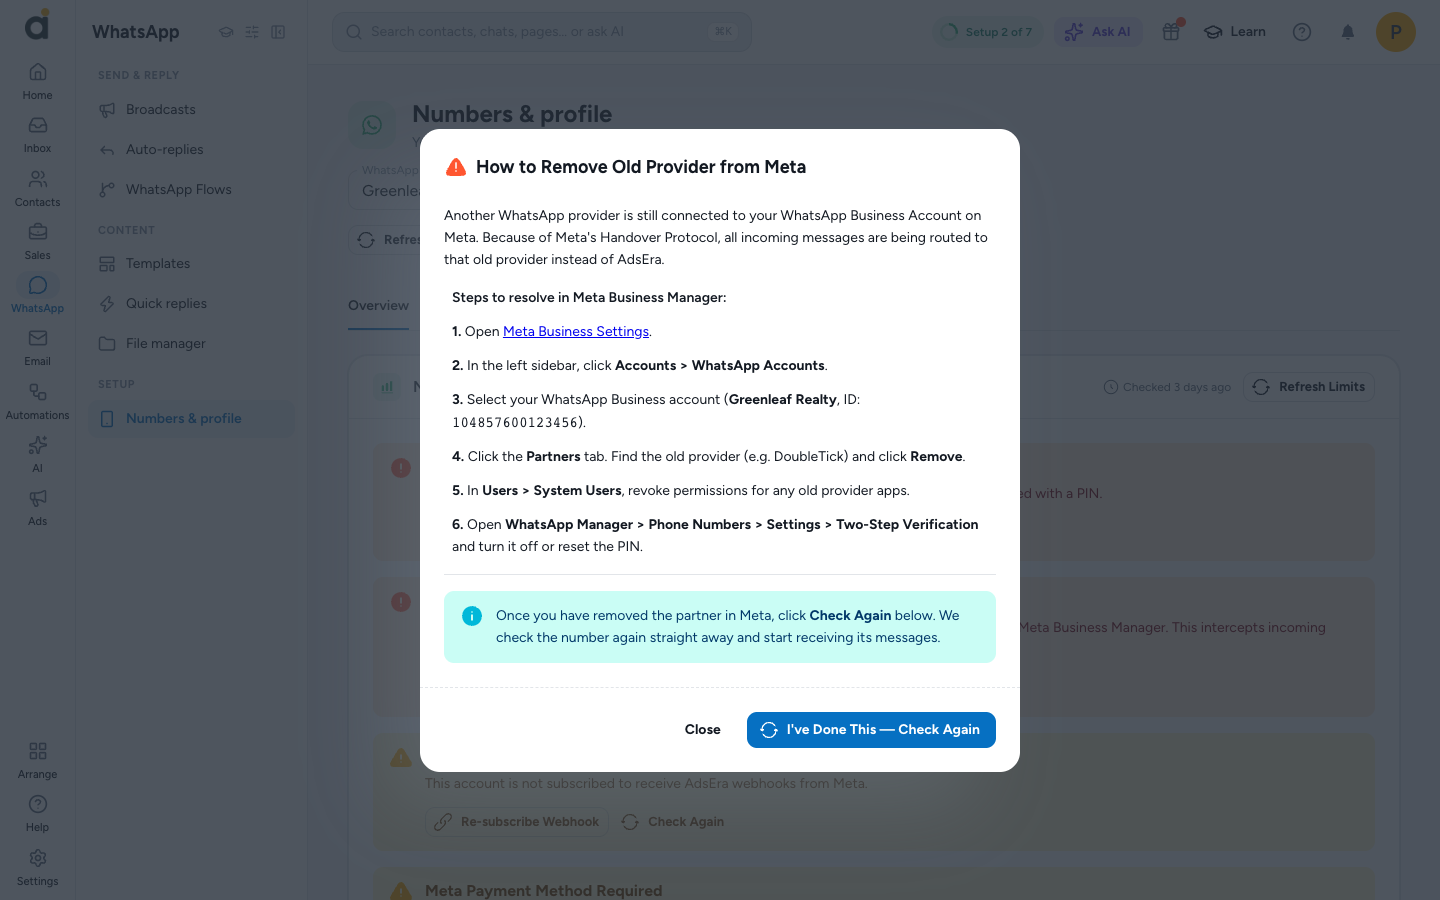 WhatsApp
Search contacts, chats, pages... or ask AI
⌘K
Setup 2 of 7
Ask AI
Learn
P
Home
Inbox
Contacts
Sales
WhatsApp
Email
Automations
AI
Ads
Arrange
Help
Settings
SEND & REPLY
Broadcasts
Auto-replies
WhatsApp Flows
CONTENT
Templates
Quick replies
File manager
SETUP
Numbers & profile
Numbers & profile
WhatsApp
Overview
Checked 3 days ago
Refresh Limits
How to Remove Old Provider from Meta
Another WhatsApp provider is still connected to your WhatsApp Business Account on
Meta. Because of Meta's Handover Protocol, all incoming messages are being routed to
that old provider instead of AdsEra.
Steps to resolve in Meta Business Manager:
1. Open Meta Business Settings.
2. In the left sidebar, click Accounts > WhatsApp Accounts.
3. Select your WhatsApp Business account (Greenleaf Realty, ID:
104857600123456).
4. Click the Partners tab. Find the old provider (e.g. DoubleTick) and click Remove.
5. In Users > System Users, revoke permissions for any old provider apps.
6. Open WhatsApp Manager > Phone Numbers > Settings > Two-Step Verification
and turn it off or reset the PIN.
Once you have removed the partner in Meta, click Check Again below. We
check the number again straight away and start receiving its messages.
Close
I've Done This — Check Again
with a PIN.
Meta Business Manager. This intercepts incoming
This account is not subscribed to receive AdsEra webhooks from Meta.
Re-subscribe Webhook
Check Again
Meta Payment Method Required